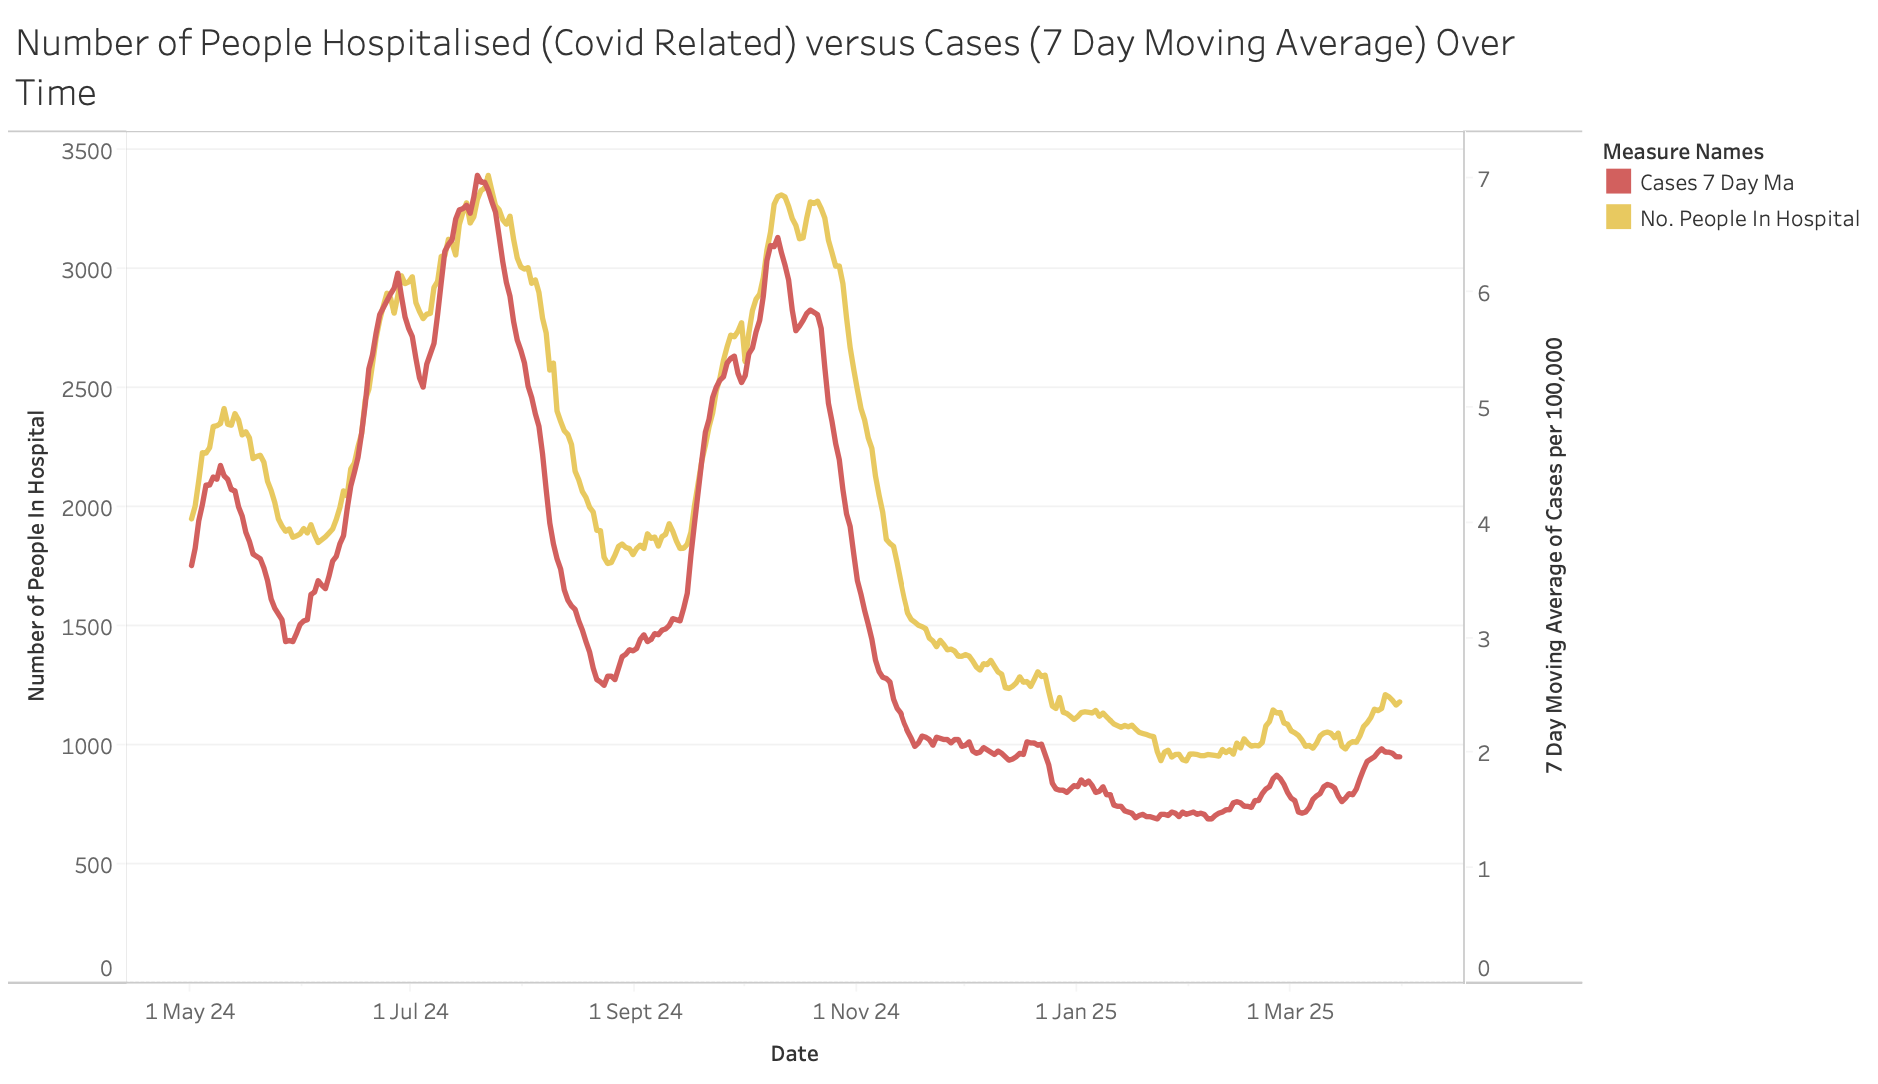 Number of People Hospitalised (Covid Related) versus Cases (7 Day Moving Average) Over
Time
Measure Names
Cases 7 Day Ma
No. People In Hospital
Number of People In Hospital
3500
3000
2500
2000
1500
1000
500
0
7
6
5
4
3
2
1
0
7 Day Moving Average of Cases per 100,000
1 May 24
1 Jul 24
1 Sept 24
1 Nov 24
1 Jan 25
1 Mar 25
Date